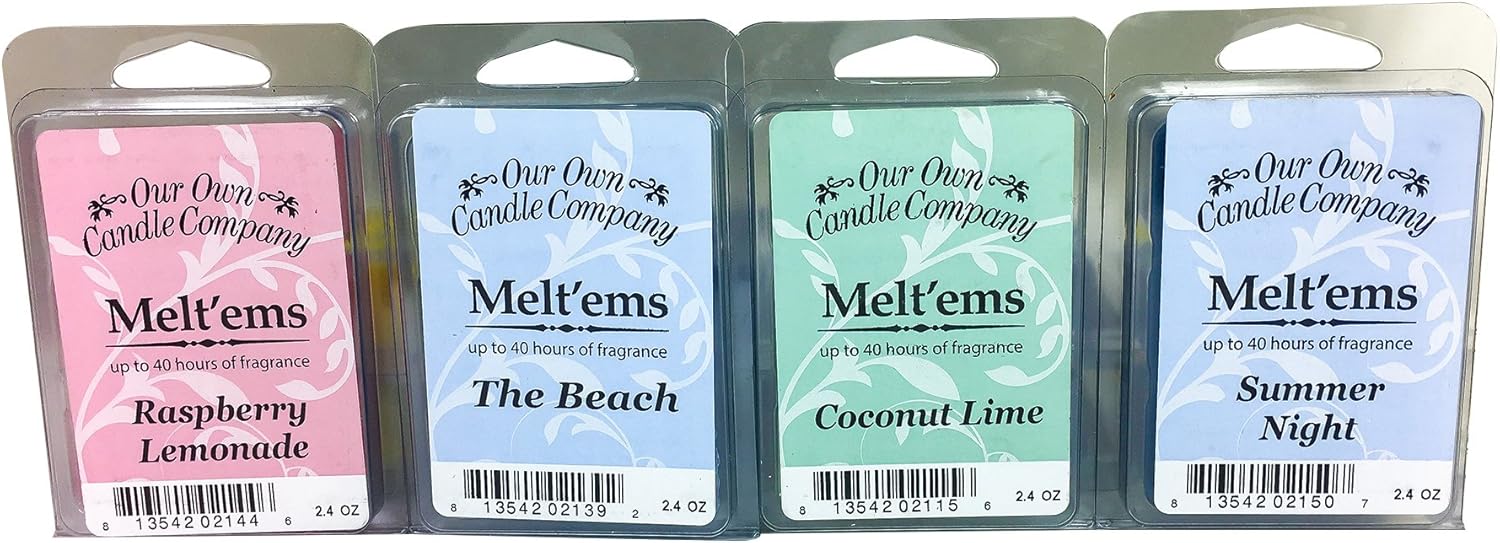 Our Own
Candle Company
Melt'ems
up to 40 hours of fragrance
Raspberry
Lemonade
8 13542 02144 6
2.4 OZ
Our Own
Candle Company
Melt'ems
up to 40 hours of fragrance
The Beach
8 13542 02139 2
2.4 OZ
Our Own
Candle Company
Melt'ems
up to 40 hours of fragrance
Coconut Lime
8 13542 02115 6
2.4 OZ
Our Own
Candle Company
Melt'ems
up to 40 hours of fragrance
Summer
Night
8 13542 02150 7
2.4 OZ